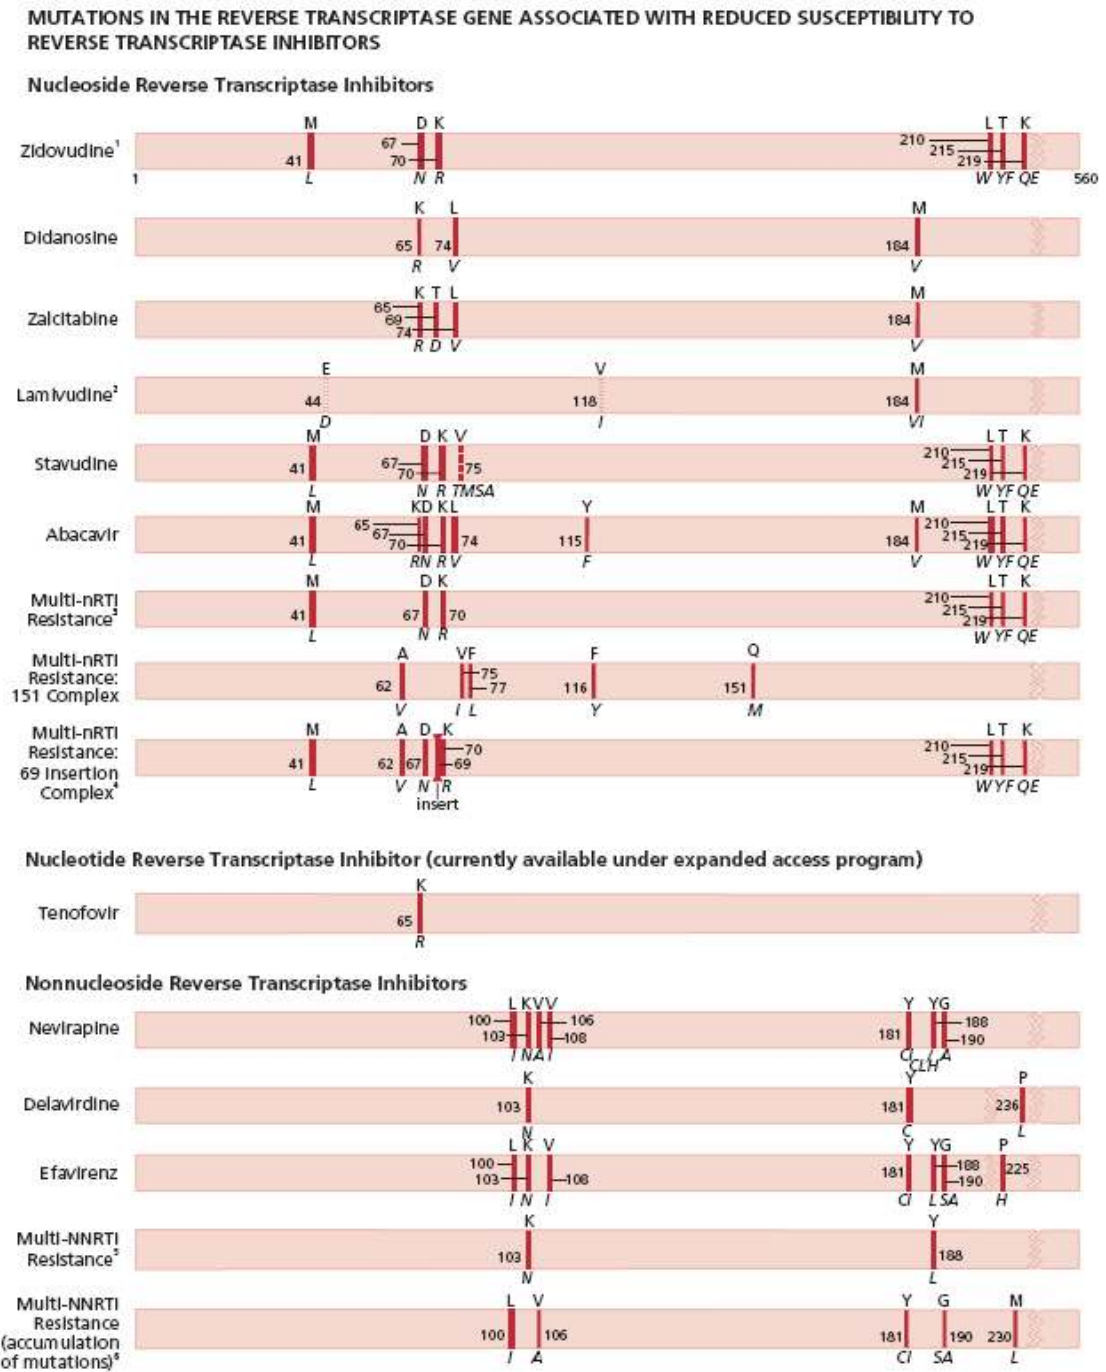 MUTATIONS IN THE REVERSE TRANSCRIPTASE GENE ASSOCIATED WITH REDUCED SUSCEPTIBILITY TO
REVERSE TRANSCRIPTASE INHIBITORS
Nucleoside Reverse Transcriptase Inhibitors
M D K L T K
Zidovudine¹ 41 67 70 210 215 219
1 L N R W YF QE 560
K L M
Didanosine 65 74 184
R V V
K T L M
Zalcitabine 65 69 74 184
R D V V
E V M
Lamivudine² 44 118 184
D I VI
M D K V L T K
Stavudine 41 67 70 75 210 215 219
L N R TMSA W YF QE
M KD K L Y M L T K
Abacavir 41 65 67 70 74 115 184 210 215 219
L RN R V F V W YF QE
M D K L T K
Multi-nRTI
Resistance³ 41 67 70 210 215 219
L N R W YF QE
A V F F Q
Multi-nRTI
Resistance:
151 Complex 62 75 77 116 151
V I L Y M
M A D K L T K
Multi-nRTI
Resistance:
69 Insertion
Complex⁴ 41 62 67 70 69 210 215 219
L V N R W YF QE
insert
Nucleotide Reverse Transcriptase Inhibitor (currently available under expanded access program)
K
Tenofovir 65
R
Nonnucleoside Reverse Transcriptase Inhibitors
L K V V Y Y G
Nevirapine 100 103 106 108 181 188 190
I N A I CI L A
CLH
K Y P
Delavirdine 103 181 236
N C L
L K V Y Y G P
Efavirenz 100 103 108 181 188 190 225
I N I CI L SA H
K Y
Multi-NNRTI
Resistance⁵ 103 188
N L
L V Y G M
Multi-NNRTI
Resistance
(accumulation
of mutations)⁶ 100 106 181 190 230
I A CI SA L